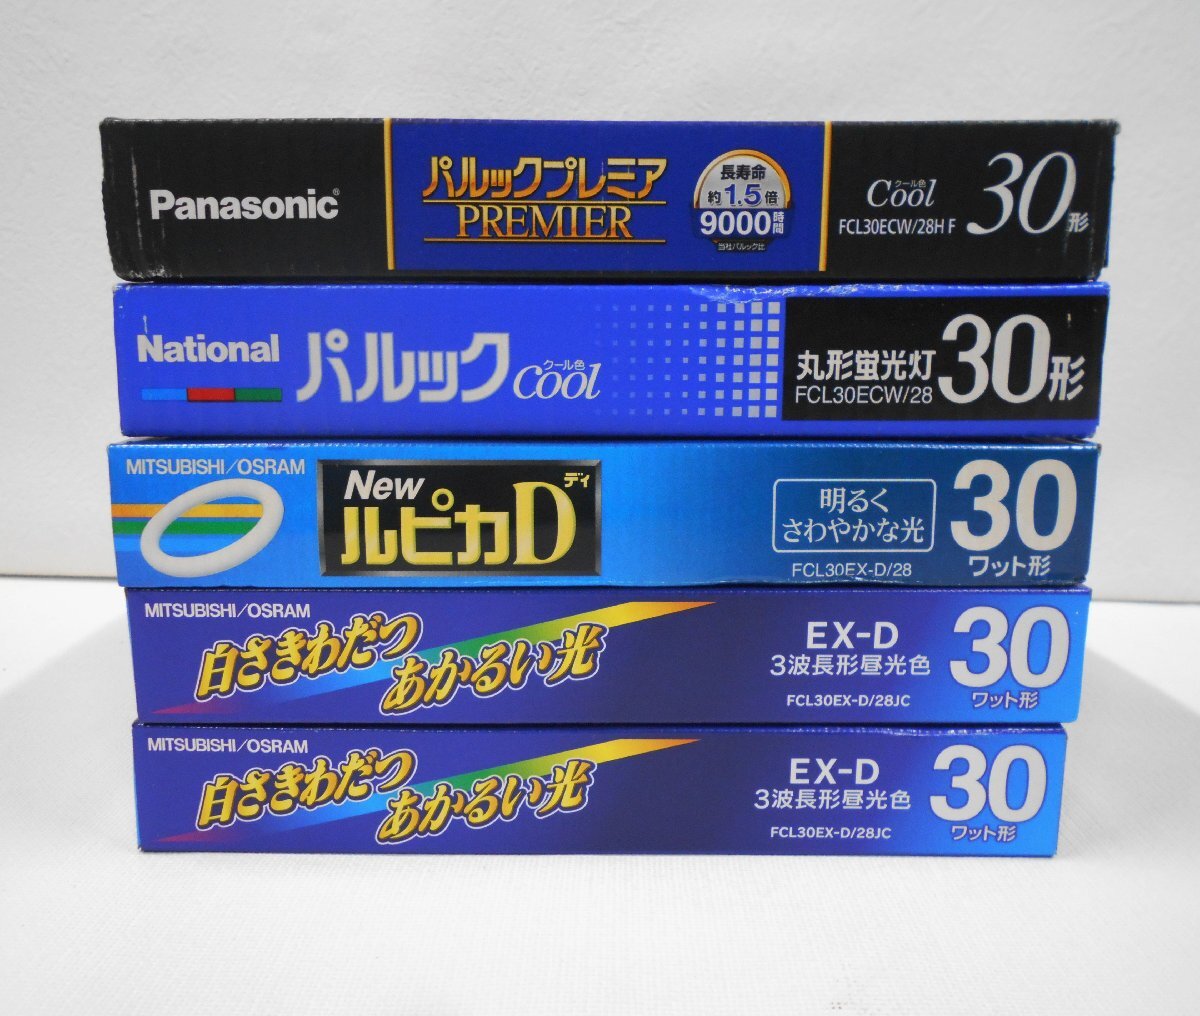 Panasonic®
パルックプレミア
PREMIER
長寿命
約1.5倍
9000時間
当社パルック比
クール色
Cool
FCL30ECW/28H F
30形
National
パルック
クール色
Cool
丸形蛍光灯
FCL30ECW/28
30形
MITSUBISHI/OSRAM
New
ルピカD
ディ
明るく
さわやかな光
FCL30EX-D/28
30
ワット形
MITSUBISHI/OSRAM
白さきわだつ
あかるい光
EX-D
3波長形昼光色
FCL30EX-D/28JC
30
ワット形
MITSUBISHI/OSRAM
白さきわだつ
あかるい光
EX-D
3波長形昼光色
FCL30EX-D/28JC
30
ワット形